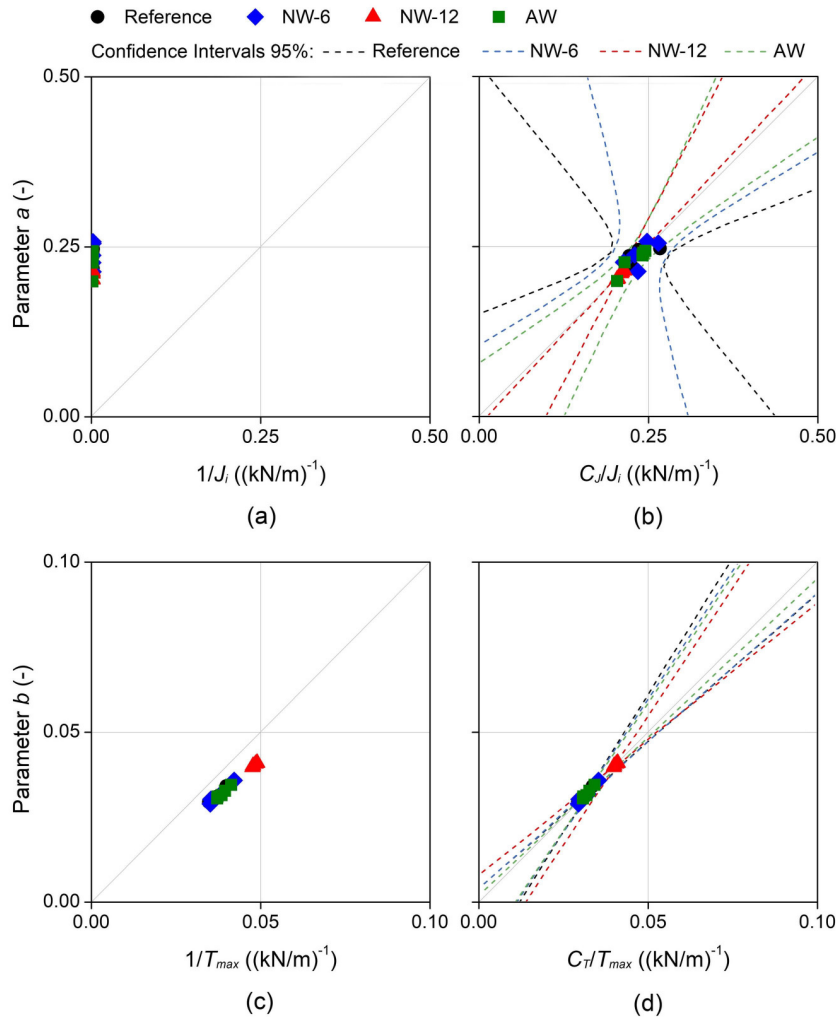 Reference NW-6 NW-12 AW
Confidence Intervals 95%: Reference NW-6 NW-12 AW
Parameter a (-)
0.50
0.25
0.00
0.00 0.25 0.50
1/Ji ((kN/m)-1
(a)
0.00 0.25 0.50
CJ/Ji ((kN/m)-1
(b)
Parameter b (-)
0.10
0.05
0.00
0.00 0.05 0.10
1/Tmax ((kN/m)-1
(c)
0.00 0.05 0.10
CT/Tmax ((kN/m)-1
(d)